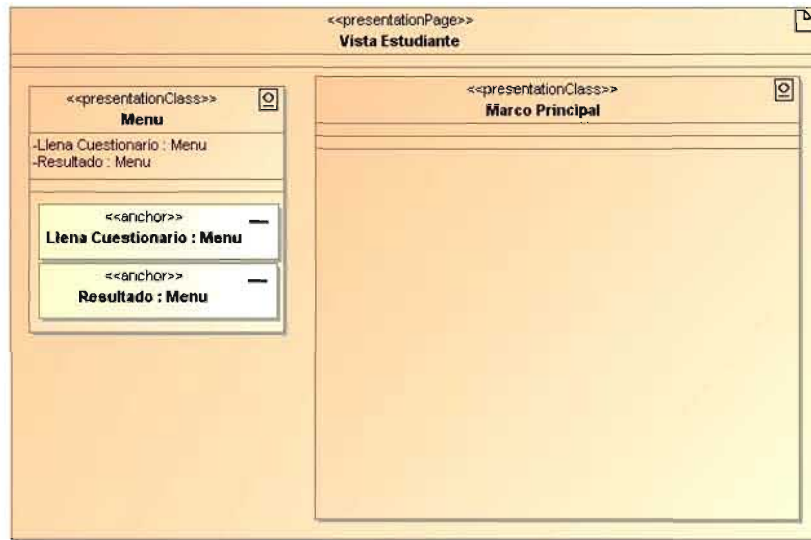 <<presentationPage>>
Vista Estudiante
<<presentationClass>>
Menu
-Llena Cuestionario : Menu
-Resultado : Menu
<<anchor>>
Llena Cuestionario : Menu
<<anchor>>
Resultado : Menu
<<presentationClass>>
Marco Principal